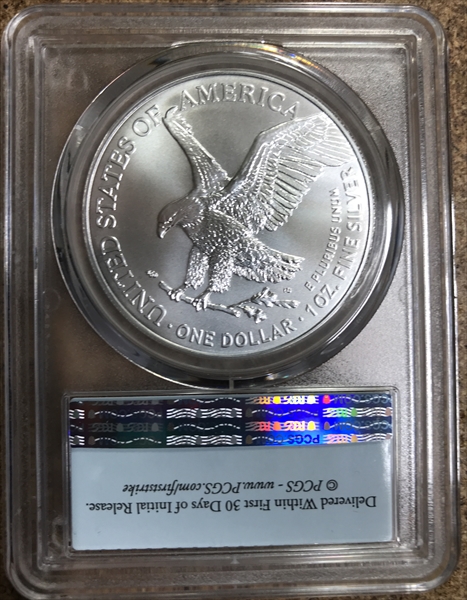 UNITED STATES OF AMERICA
E PLURIBUS UNUM
1 OZ. FINE SILVER
· ONE DOLLAR ·
PCGS
Delivered Within First 30 Days of Initial Release.
© PCGS - www.PCGS.com/firststrike